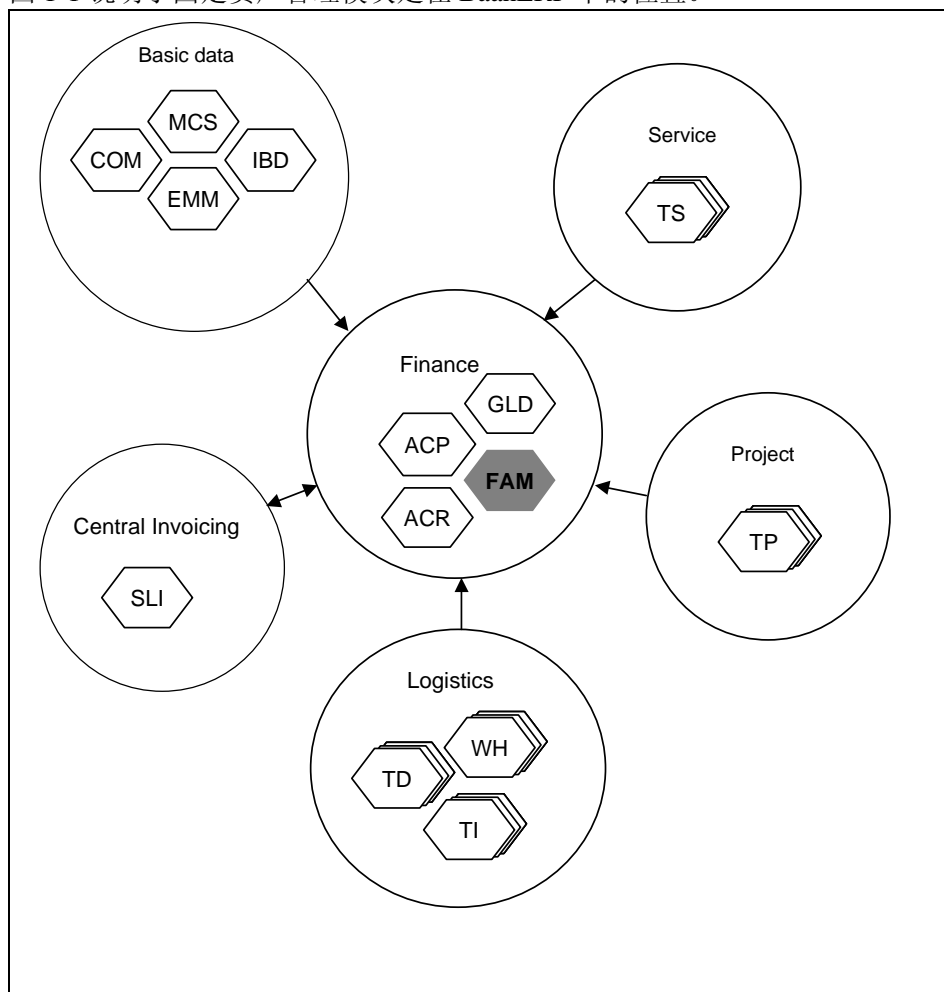 Basic data
MCS
COM
IBD
EMM
Service
TS
Finance
GLD
ACP
FAM
ACR
Project
TP
Central Invoicing
SLI
Logistics
WH
TD
TI